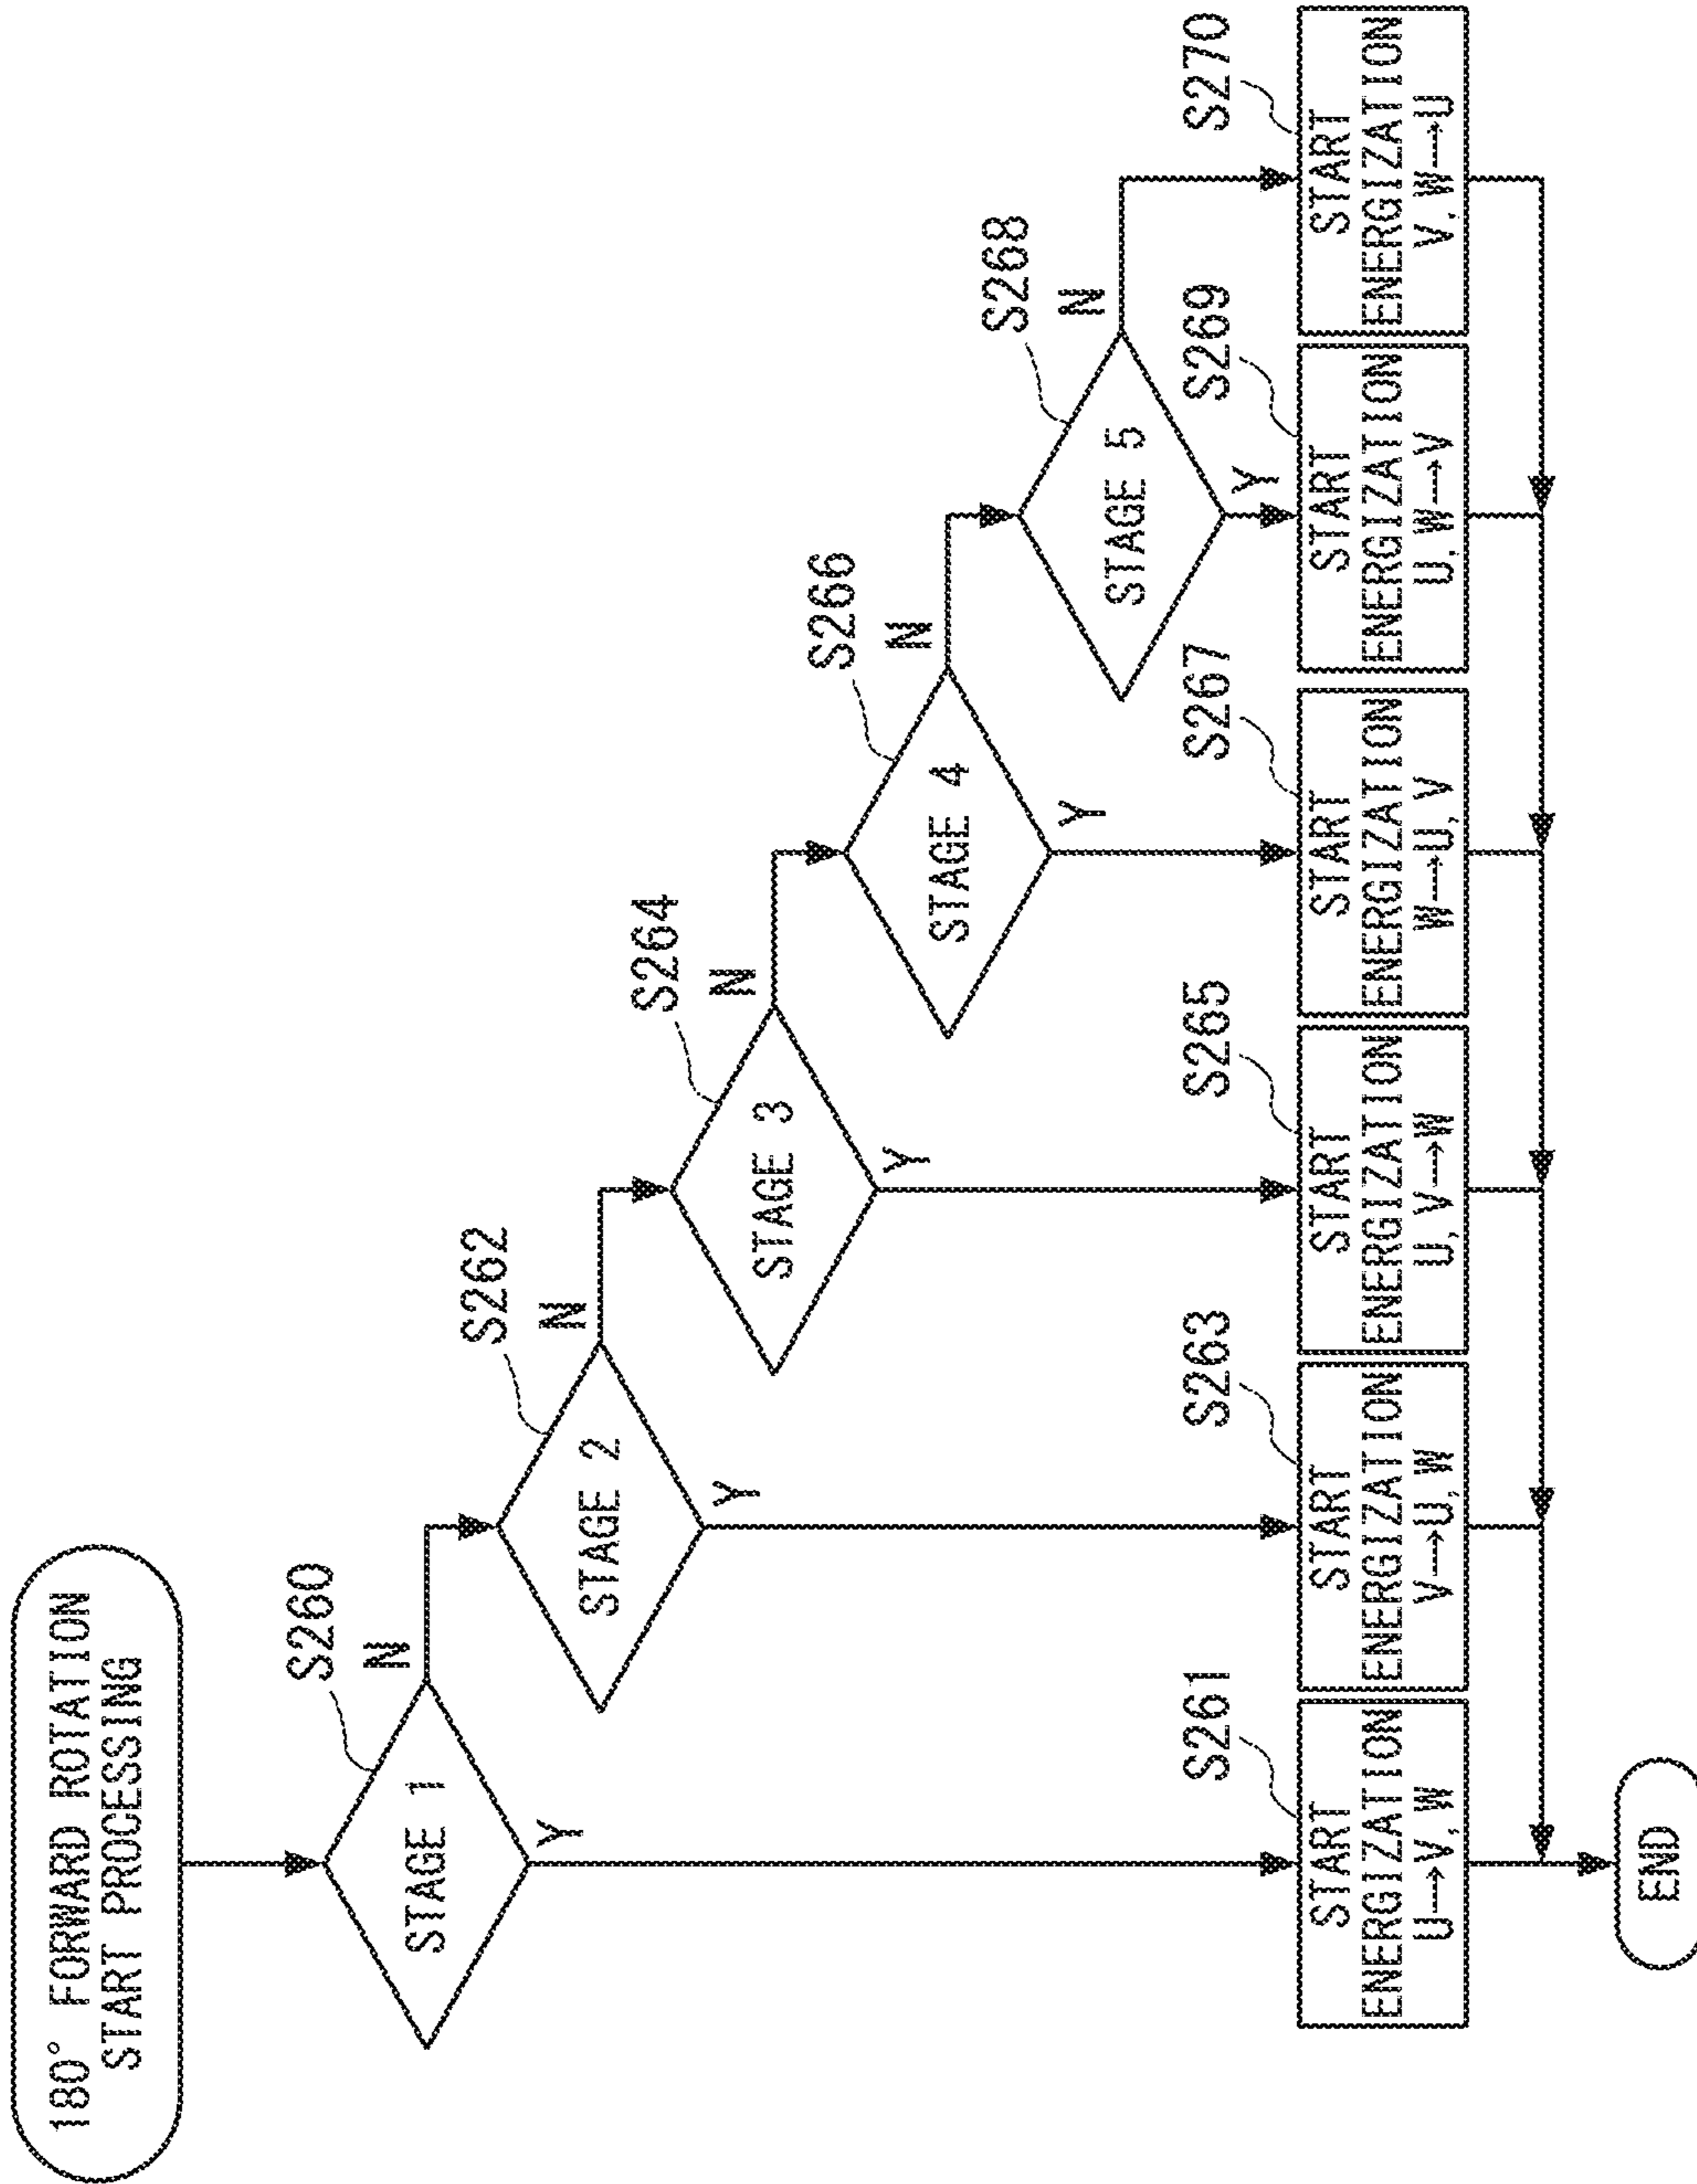 180° FORWARD ROTATION
START PROCESSING
S260
STAGE 1
N
Y
S262
STAGE 2
N
Y
S264
STAGE 3
N
Y
S266
STAGE 4
N
Y
S268
STAGE 5
N
Y
S261
START
ENERGIZATION
U→V,W
S263
START
ENERGIZATION
V→U,W
S265
START
ENERGIZATION
U,V→W
S267
START
ENERGIZATION
W→U,V
S269
START
ENERGIZATION
U,W→V
S270
START
ENERGIZATION
V,W→U
END